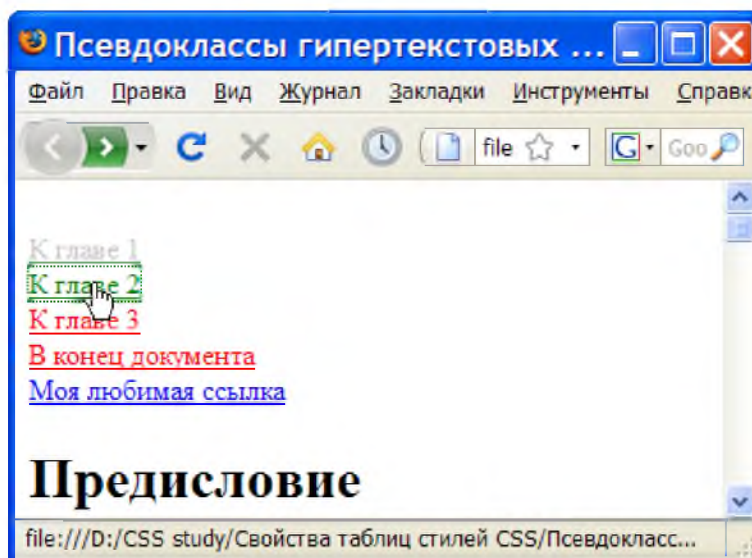 Псевдоклассы гипертекстовых ...
Файл Правка Вид Журнал Закладки Инструменты Справк
file G Goo
К главе 1
К главе 2
К главе 3
В конец документа
Моя любимая ссылка
Предисловие
file:///D:/CSS study/Свойства таблиц стилей CSS/Псевдокласс...